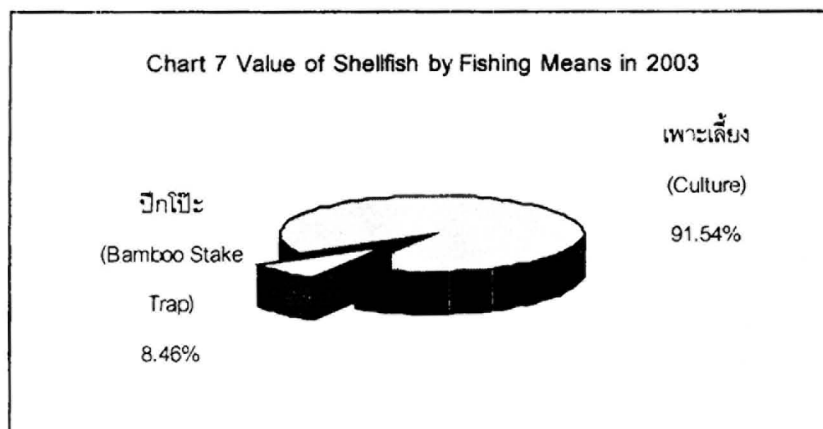 Chart 7 Value of Shellfish by Fishing Means in 2003
เพาะเลี้ยง
(Culture)
91.54%
ปีกโป๊ะ
(Bamboo Stake
Trap)
8.46%